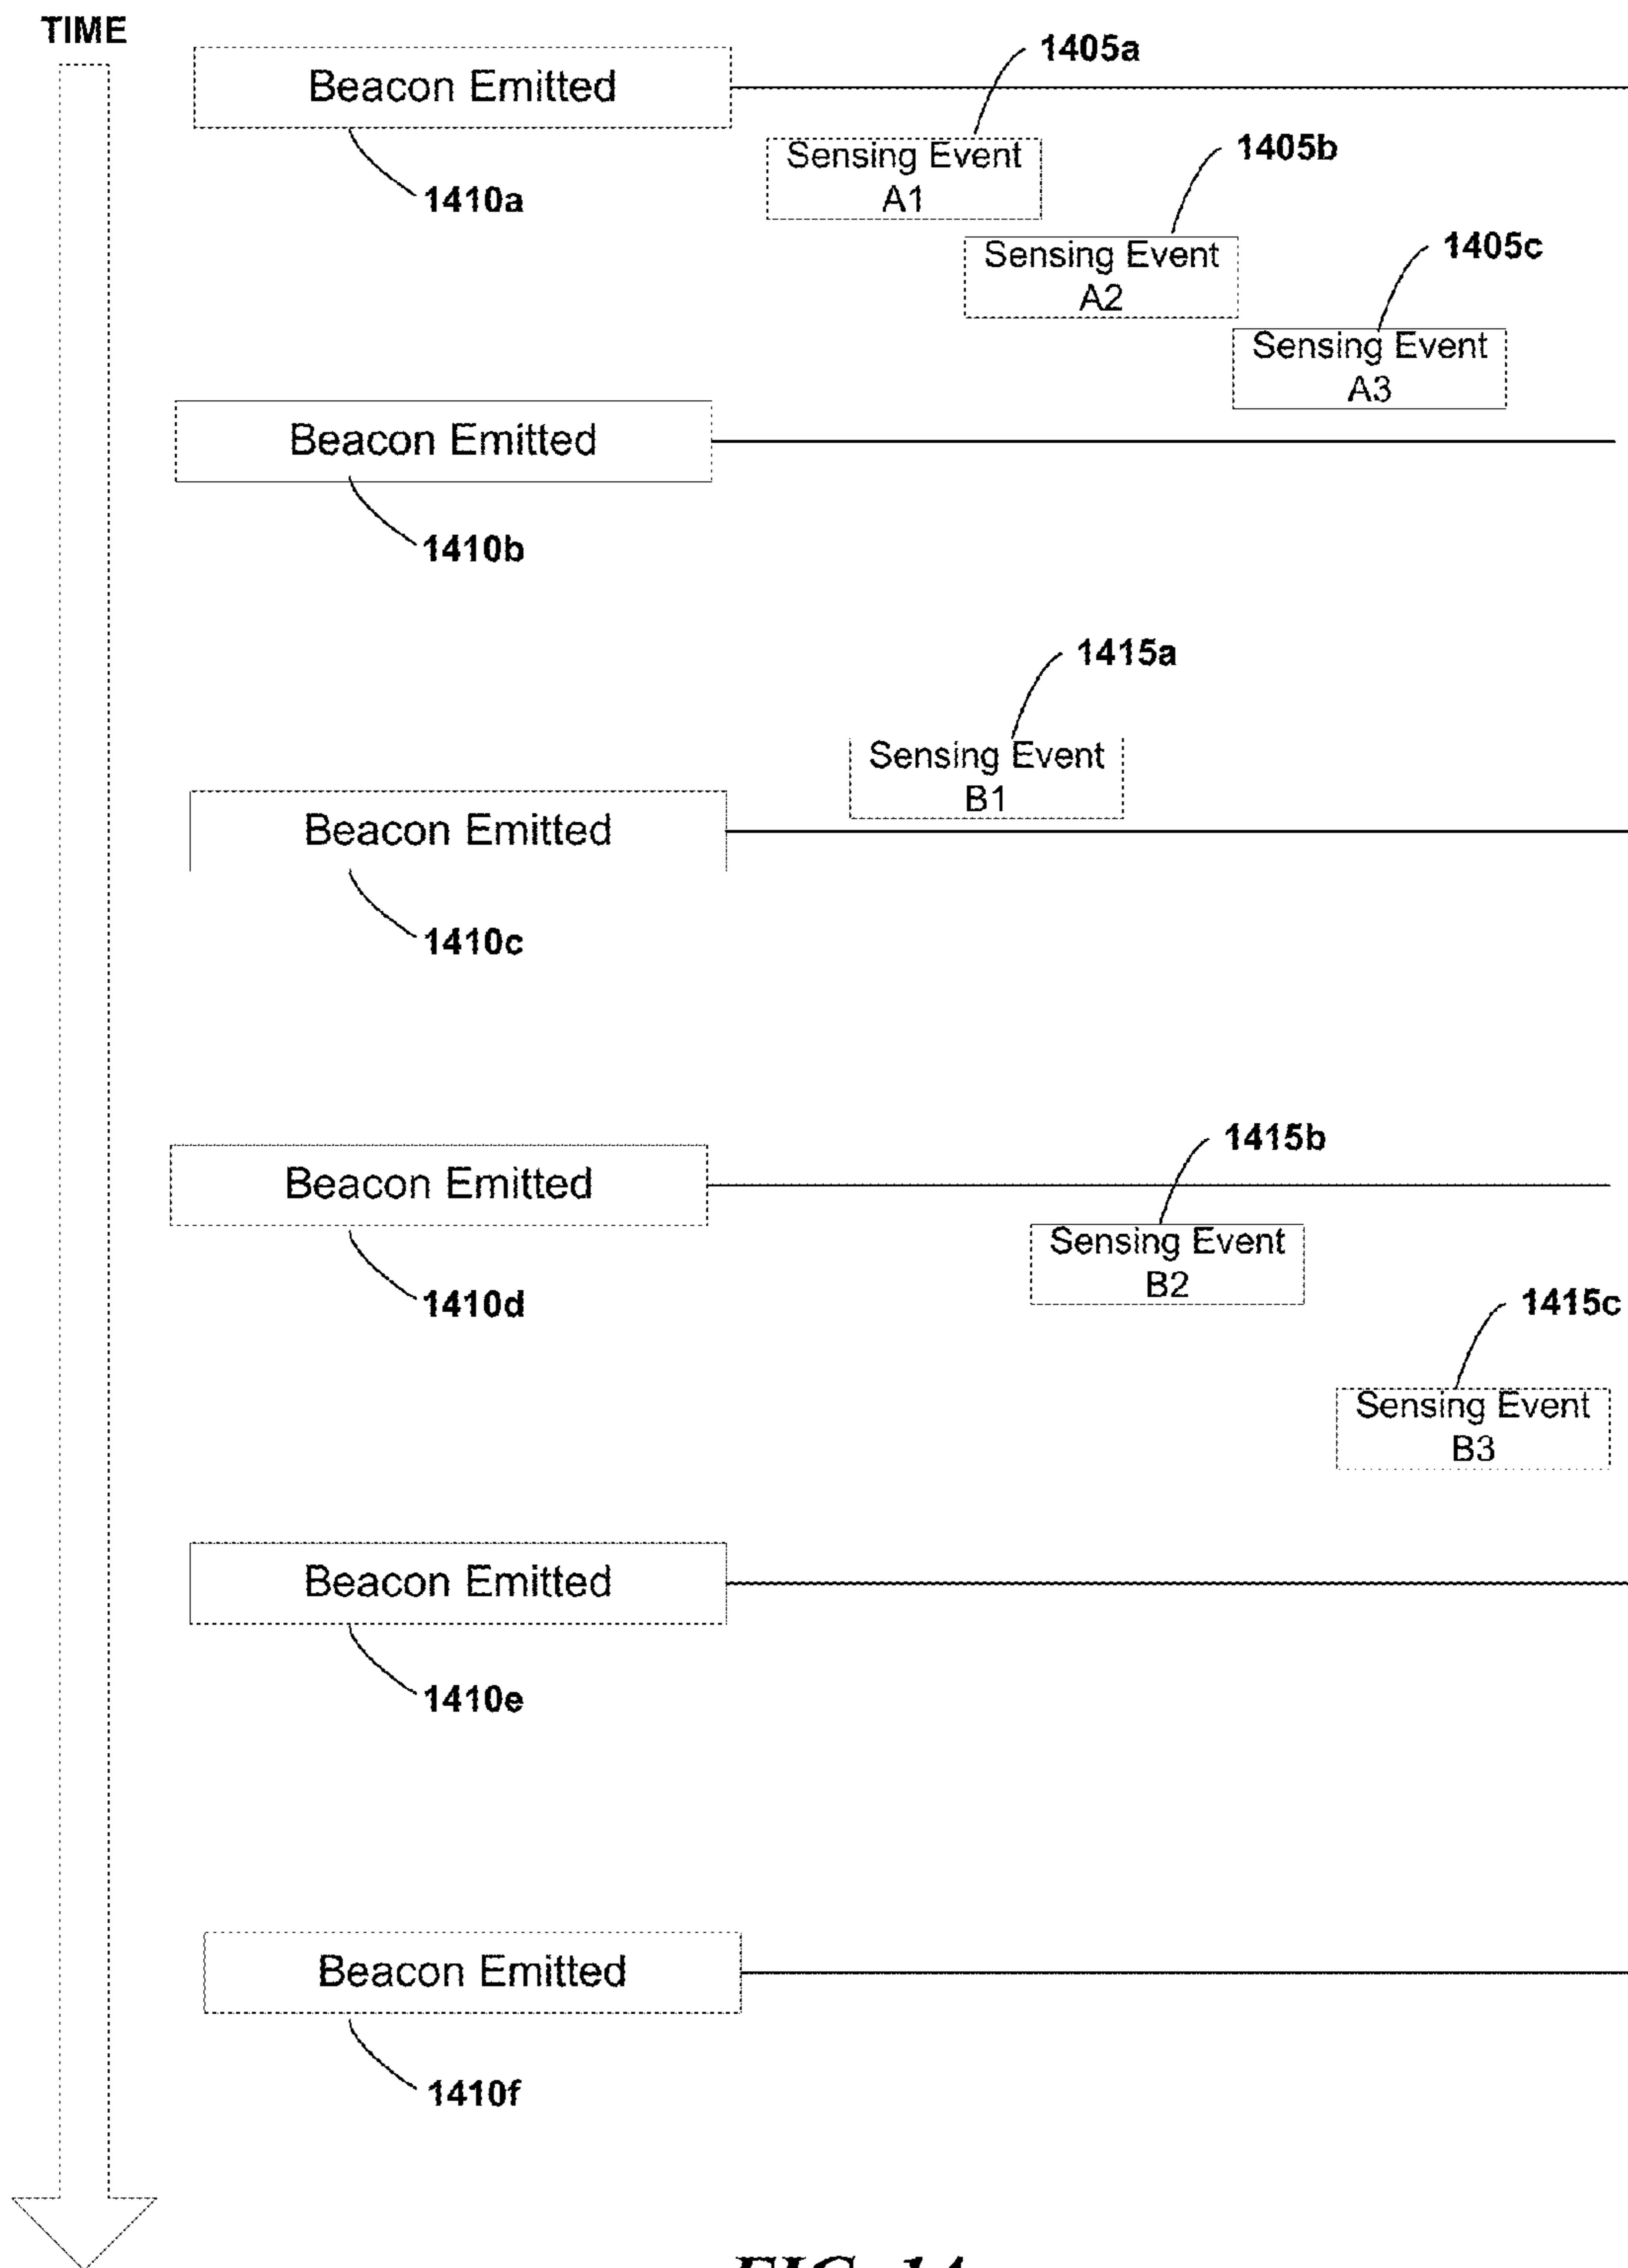 TIME
Beacon Emitted
1405a
Sensing Event
A1
1405b
1410a
Sensing Event
A2
1405c
Sensing Event
A3
Beacon Emitted
1410b
1415a
Sensing Event
B1
Beacon Emitted
1410c
1415b
Beacon Emitted
Sensing Event
B2
1410d
1415c
Sensing Event
B3
Beacon Emitted
1410e
Beacon Emitted
1410f
FIG. 14